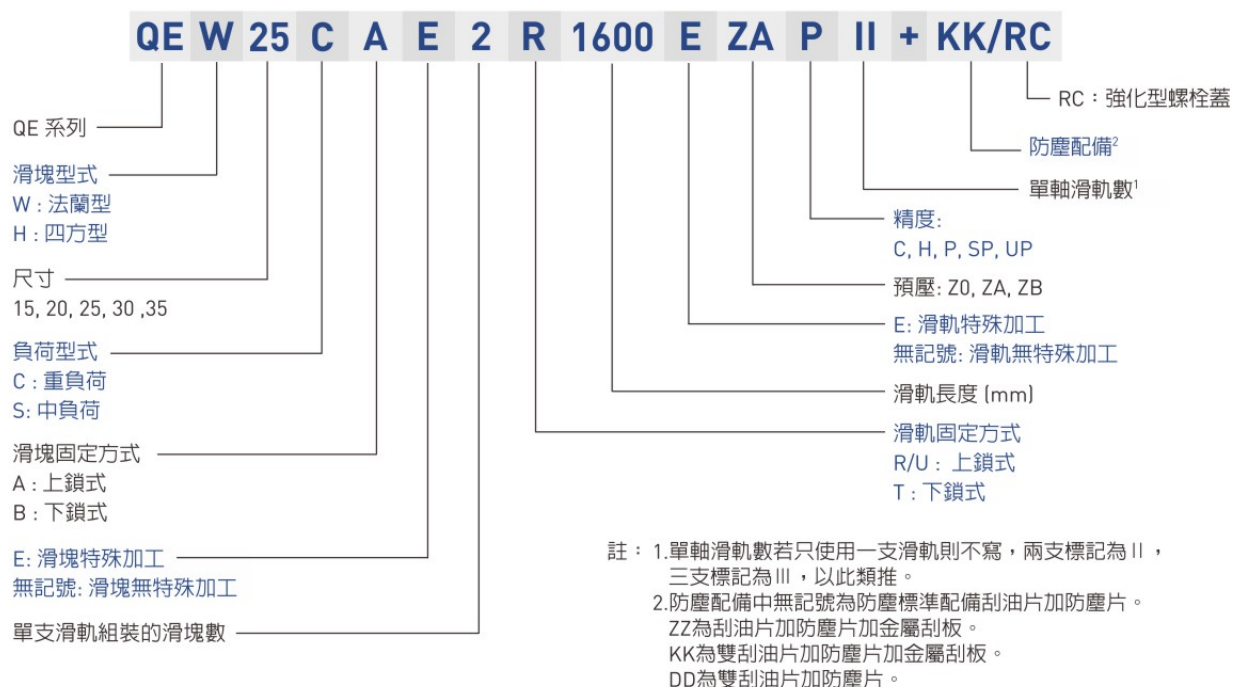 QE W 25 C A E 2 R 1600 E ZA P II + KK/RC
QE 系列
滑塊型式
W : 法蘭型
H : 四方型
尺寸
15, 20, 25, 30 ,35
負荷型式
C : 重負荷
S: 中負荷
滑塊固定方式
A : 上鎖式
B : 下鎖式
E: 滑塊特殊加工
無記號: 滑塊無特殊加工
單支滑軌組裝的滑塊數
RC：強化型螺栓蓋
防塵配備2
單軸滑軌數1
精度:
C, H, P, SP, UP
預壓: Z0, ZA, ZB
E: 滑軌特殊加工
無記號: 滑軌無特殊加工
滑軌長度 (mm)
滑軌固定方式
R/U : 上鎖式
T : 下鎖式
註：1.單軸滑軌數若只使用一支滑軌則不寫，兩支標記為II，
三支標記為III，以此類推。
2.防塵配備中無記號為防塵標準配備刮油片加防塵片。
ZZ為刮油片加防塵片加金屬刮板。
KK為雙刮油片加防塵片加金屬刮板。
DD為雙刮油片加防塵片。